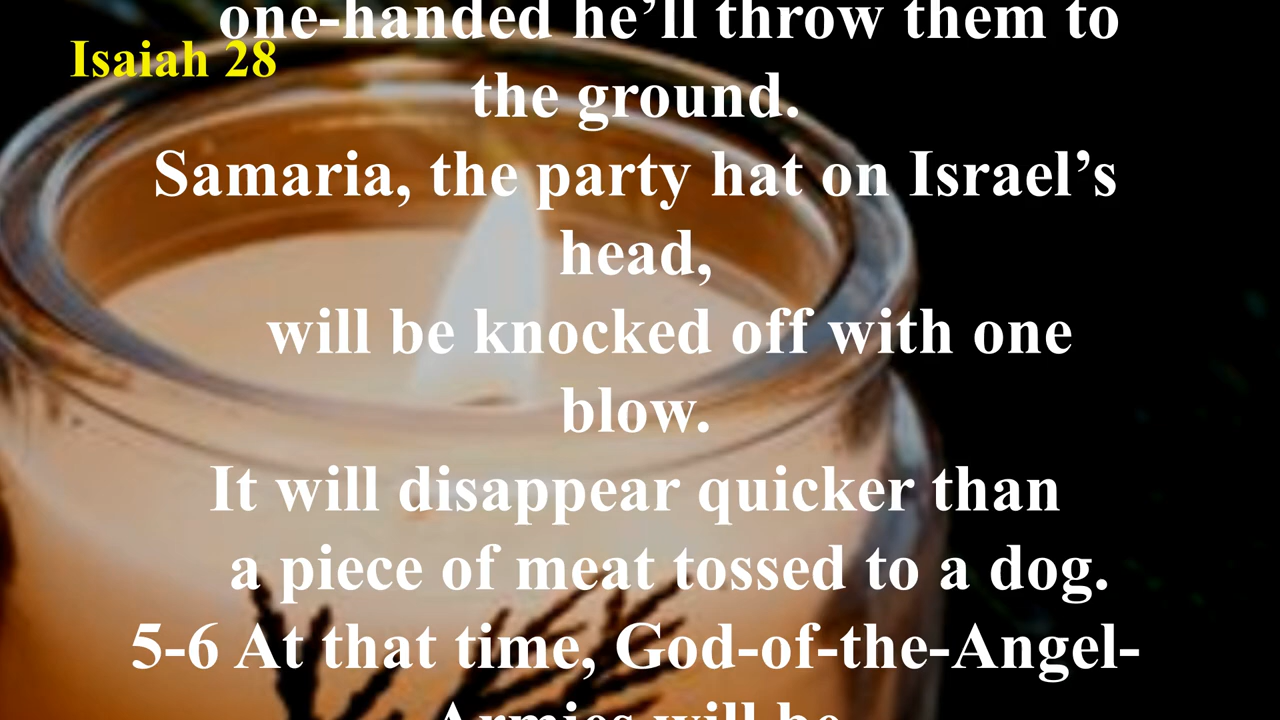 one-handed he’ll throw them to
Isaiah 28
the ground.
Samaria, the party hat on Israel’s
head,
will be knocked off with one
blow.
It will disappear quicker than
a piece of meat tossed to a dog.
5-6 At that time, God-of-the-Angel-
Armies will be